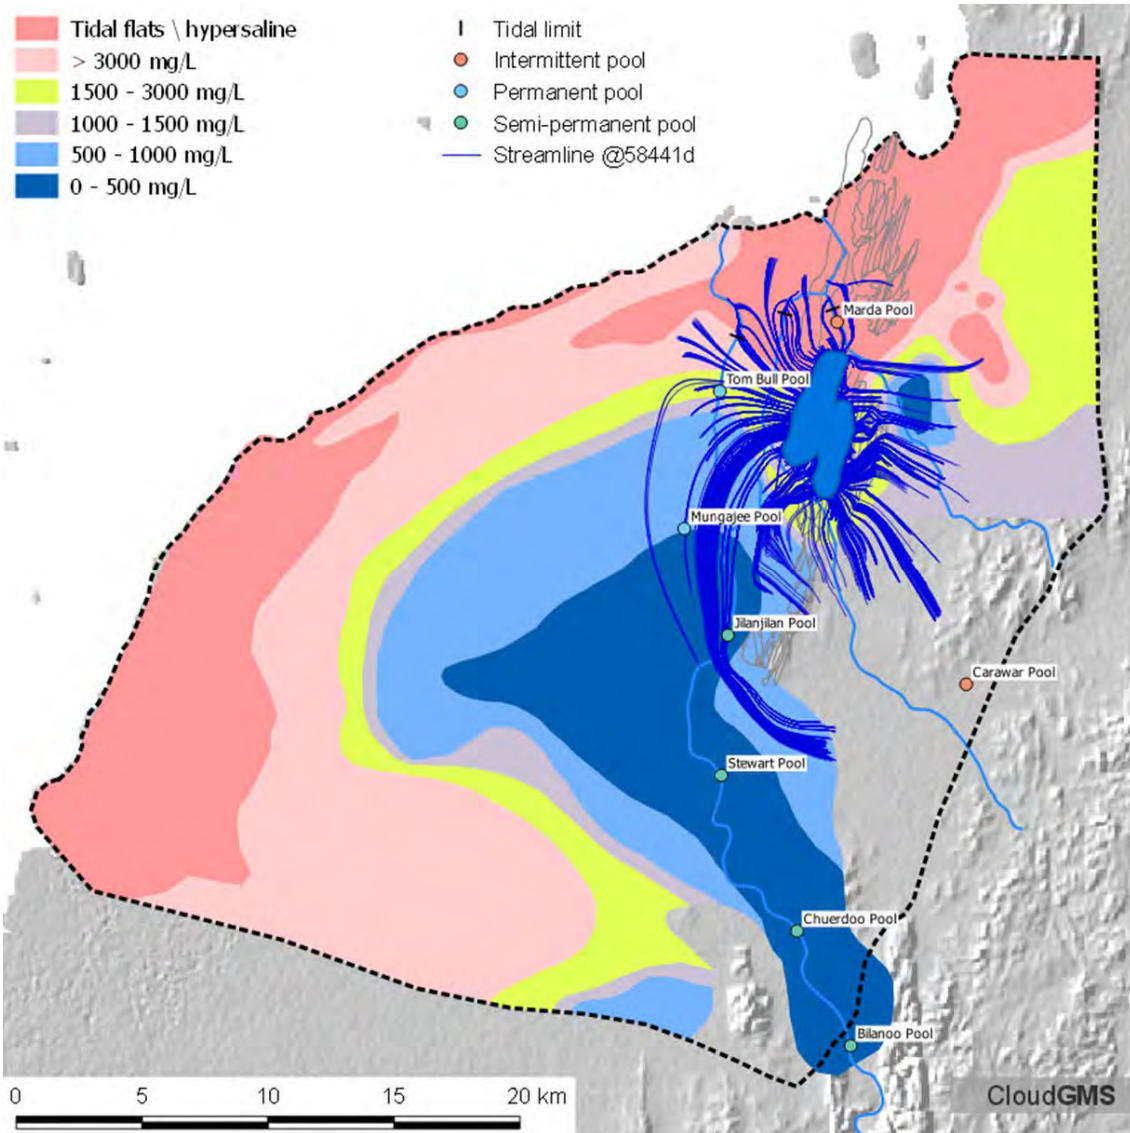 Tidal flats \ hypersaline
> 3000 mg/L
1500 - 3000 mg/L
1000 - 1500 mg/L
500 - 1000 mg/L
0 - 500 mg/L
Tidal limit
Intermittent pool
Permanent pool
Semi-permanent pool
Streamline @58441d
Marda Pool
Tom Bull Pool
Mungajee Pool
Jilanjilan Pool
Carawar Pool
Stewart Pool
Chuerdoo Pool
Bilanoo Pool
0 5 10 15 20 km
CloudGMS